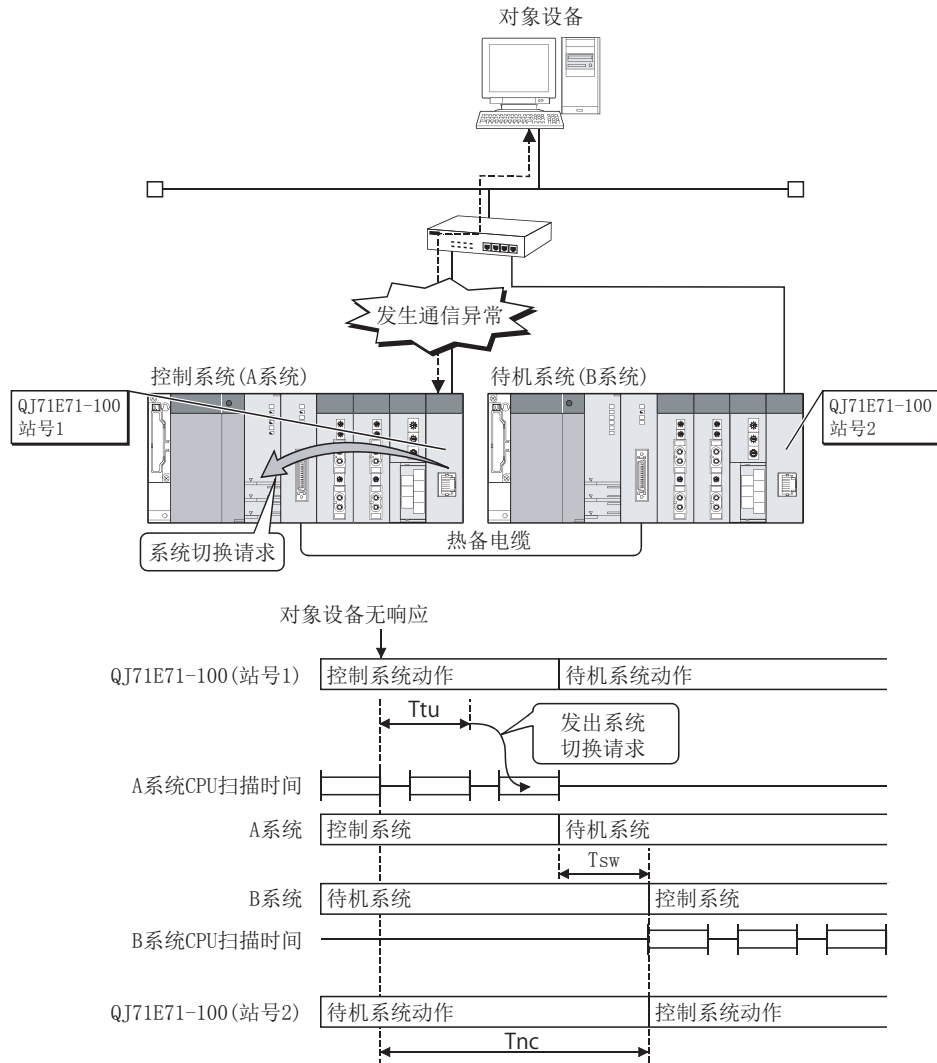 对象设备
发生通信异常
控制系统(A系统)
待机系统(B系统)
QJ71E71-100
站号1
QJ71E71-100
站号2
系统切换请求
热备电缆
对象设备无响应
QJ71E71-100(站号1)
控制系统动作
待机系统动作
Ttu
发出系统
切换请求
A系统CPU扫描时间
A系统
控制系统
待机系统
Tsw
B系统
待机系统
控制系统
B系统CPU扫描时间
QJ71E71-100(站号2)
待机系统动作
控制系统动作
Tnc